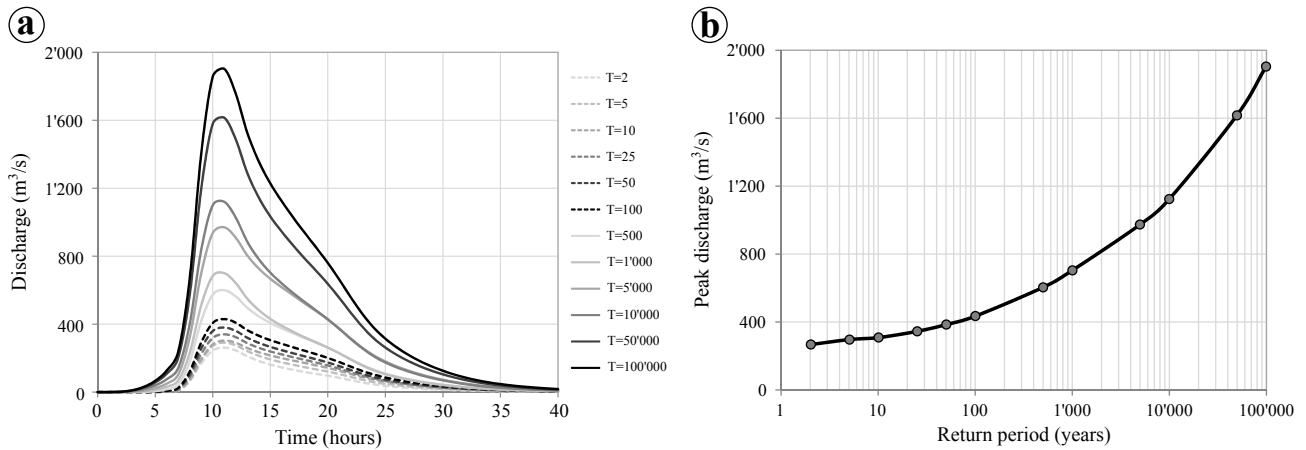 a
2'000
1'600
1'200
800
400
0
Discharge (m³/s)
0 5 10 15 20 25 30 35 40
Time (hours)
T=2
T=5
T=10
T=25
T=50
T=100
T=500
T=1'000
T=5'000
T=10'000
T=50'000
T=100'000
b
2'000
1'600
1'200
800
400
0
Peak discharge (m³/s)
1 10 100 1'000 10'000 100'000
Return period (years)